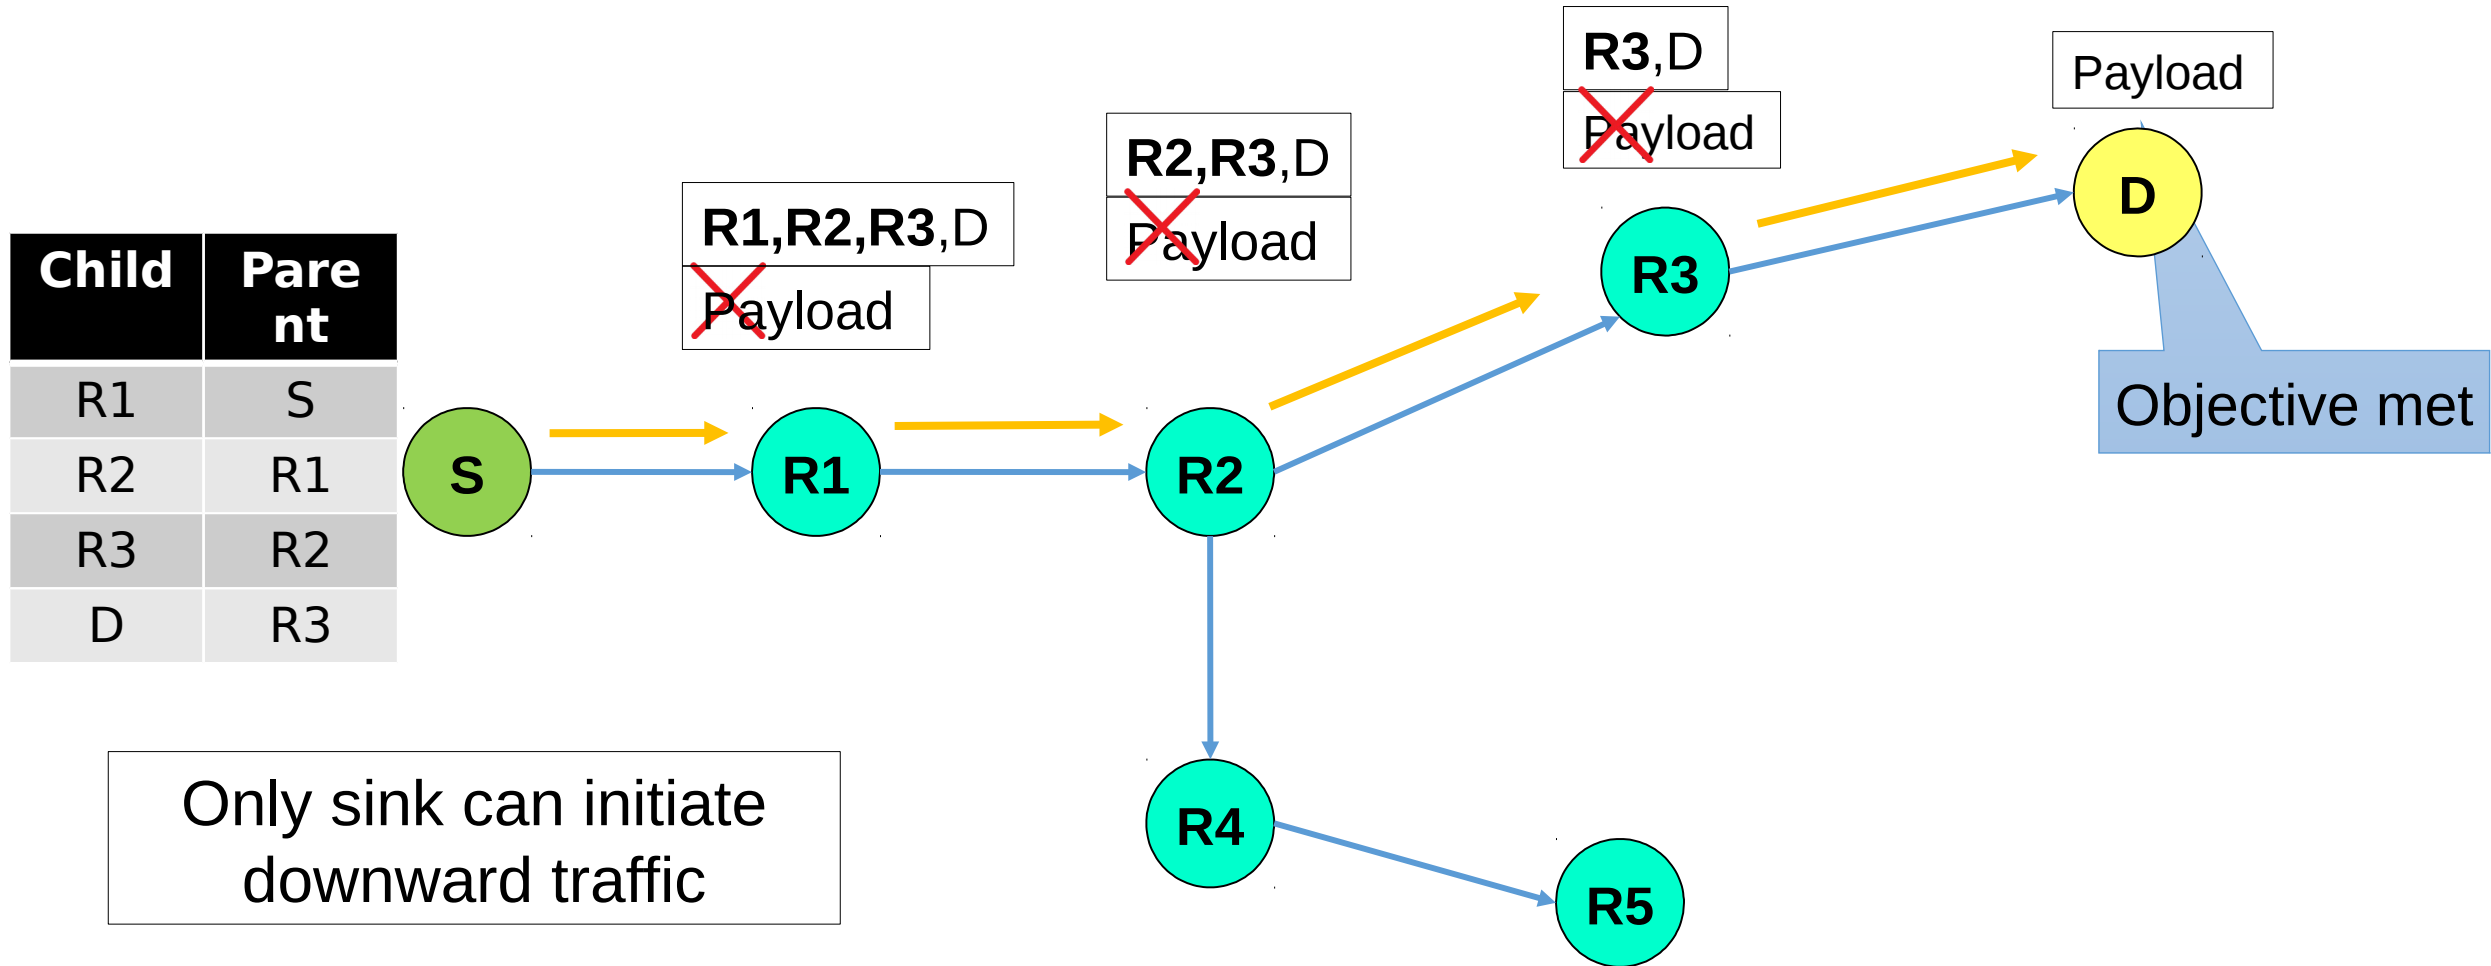 R3,D
Payload
Payload
R2,R3,D
Payload
R1,R2,R3,D
Payload
Child
Pare
nt
R1
S
R2
R1
R3
R2
D
R3
S
R1
R2
R3
D
Objective met
R4
R5
Only sink can initiate
downward traffic